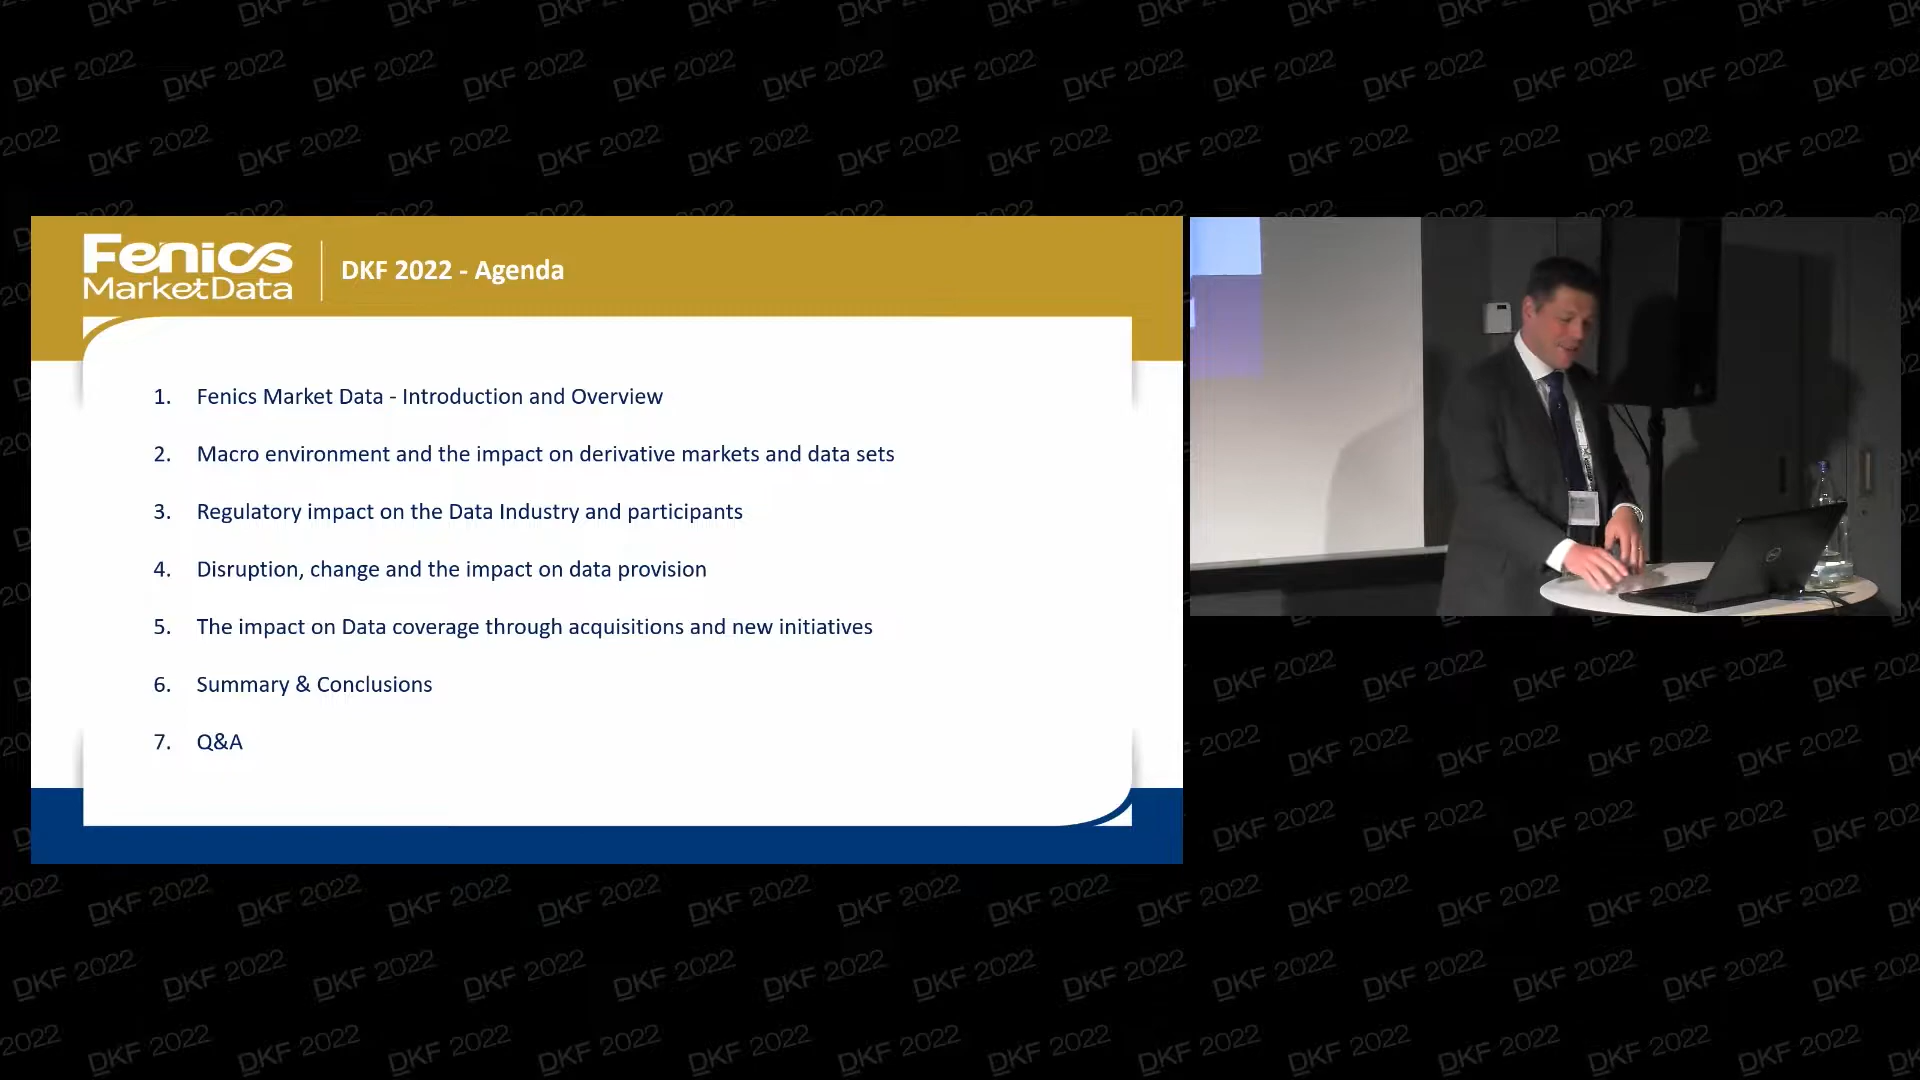 Fenics
MarketData
DKF 2022 - Agenda
1. Fenics Market Data - Introduction and Overview
2. Macro environment and the impact on derivative markets and data sets
3. Regulatory impact on the Data Industry and participants
4. Disruption, change and the impact on data provision
5. The impact on Data coverage through acquisitions and new initiatives
6. Summary & Conclusions
7. Q&A
DKF 2022